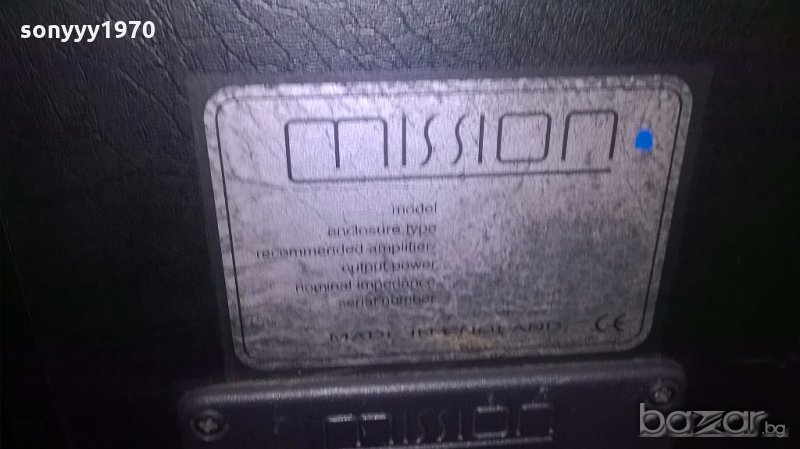 sonyyy1970
mission
model
enclosure type
recommended amplifier
output power
nominal impedance
serial number
MADE IN ENGLAND CE
mission
bazar.bg